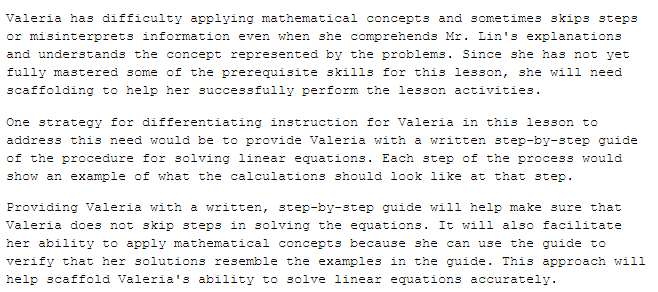 Valeria has difficulty applying mathematical concepts and sometimes skips steps
or misinterprets information even when she comprehends Mr. Lin's explanations
and understands the concept represented by the problems. Since she has not yet
fully mastered some of the prerequisite skills for this lesson, she will need
scaffolding to help her successfully perform the lesson activities.
One strategy for differentiating instruction for Valeria in this lesson to
address this need would be to provide Valeria with a written step-by-step guide
of the procedure for solving linear equations. Each step of the process would
show an example of what the calculations should look like at that step.
Providing Valeria with a written, step-by-step guide will help make sure that
Valeria does not skip steps in solving the equations. It will also facilitate
her ability to apply mathematical concepts because she can use the guide to
verify that her solutions resemble the examples in the guide. This approach will
help scaffold Valeria's ability to solve linear equations accurately.